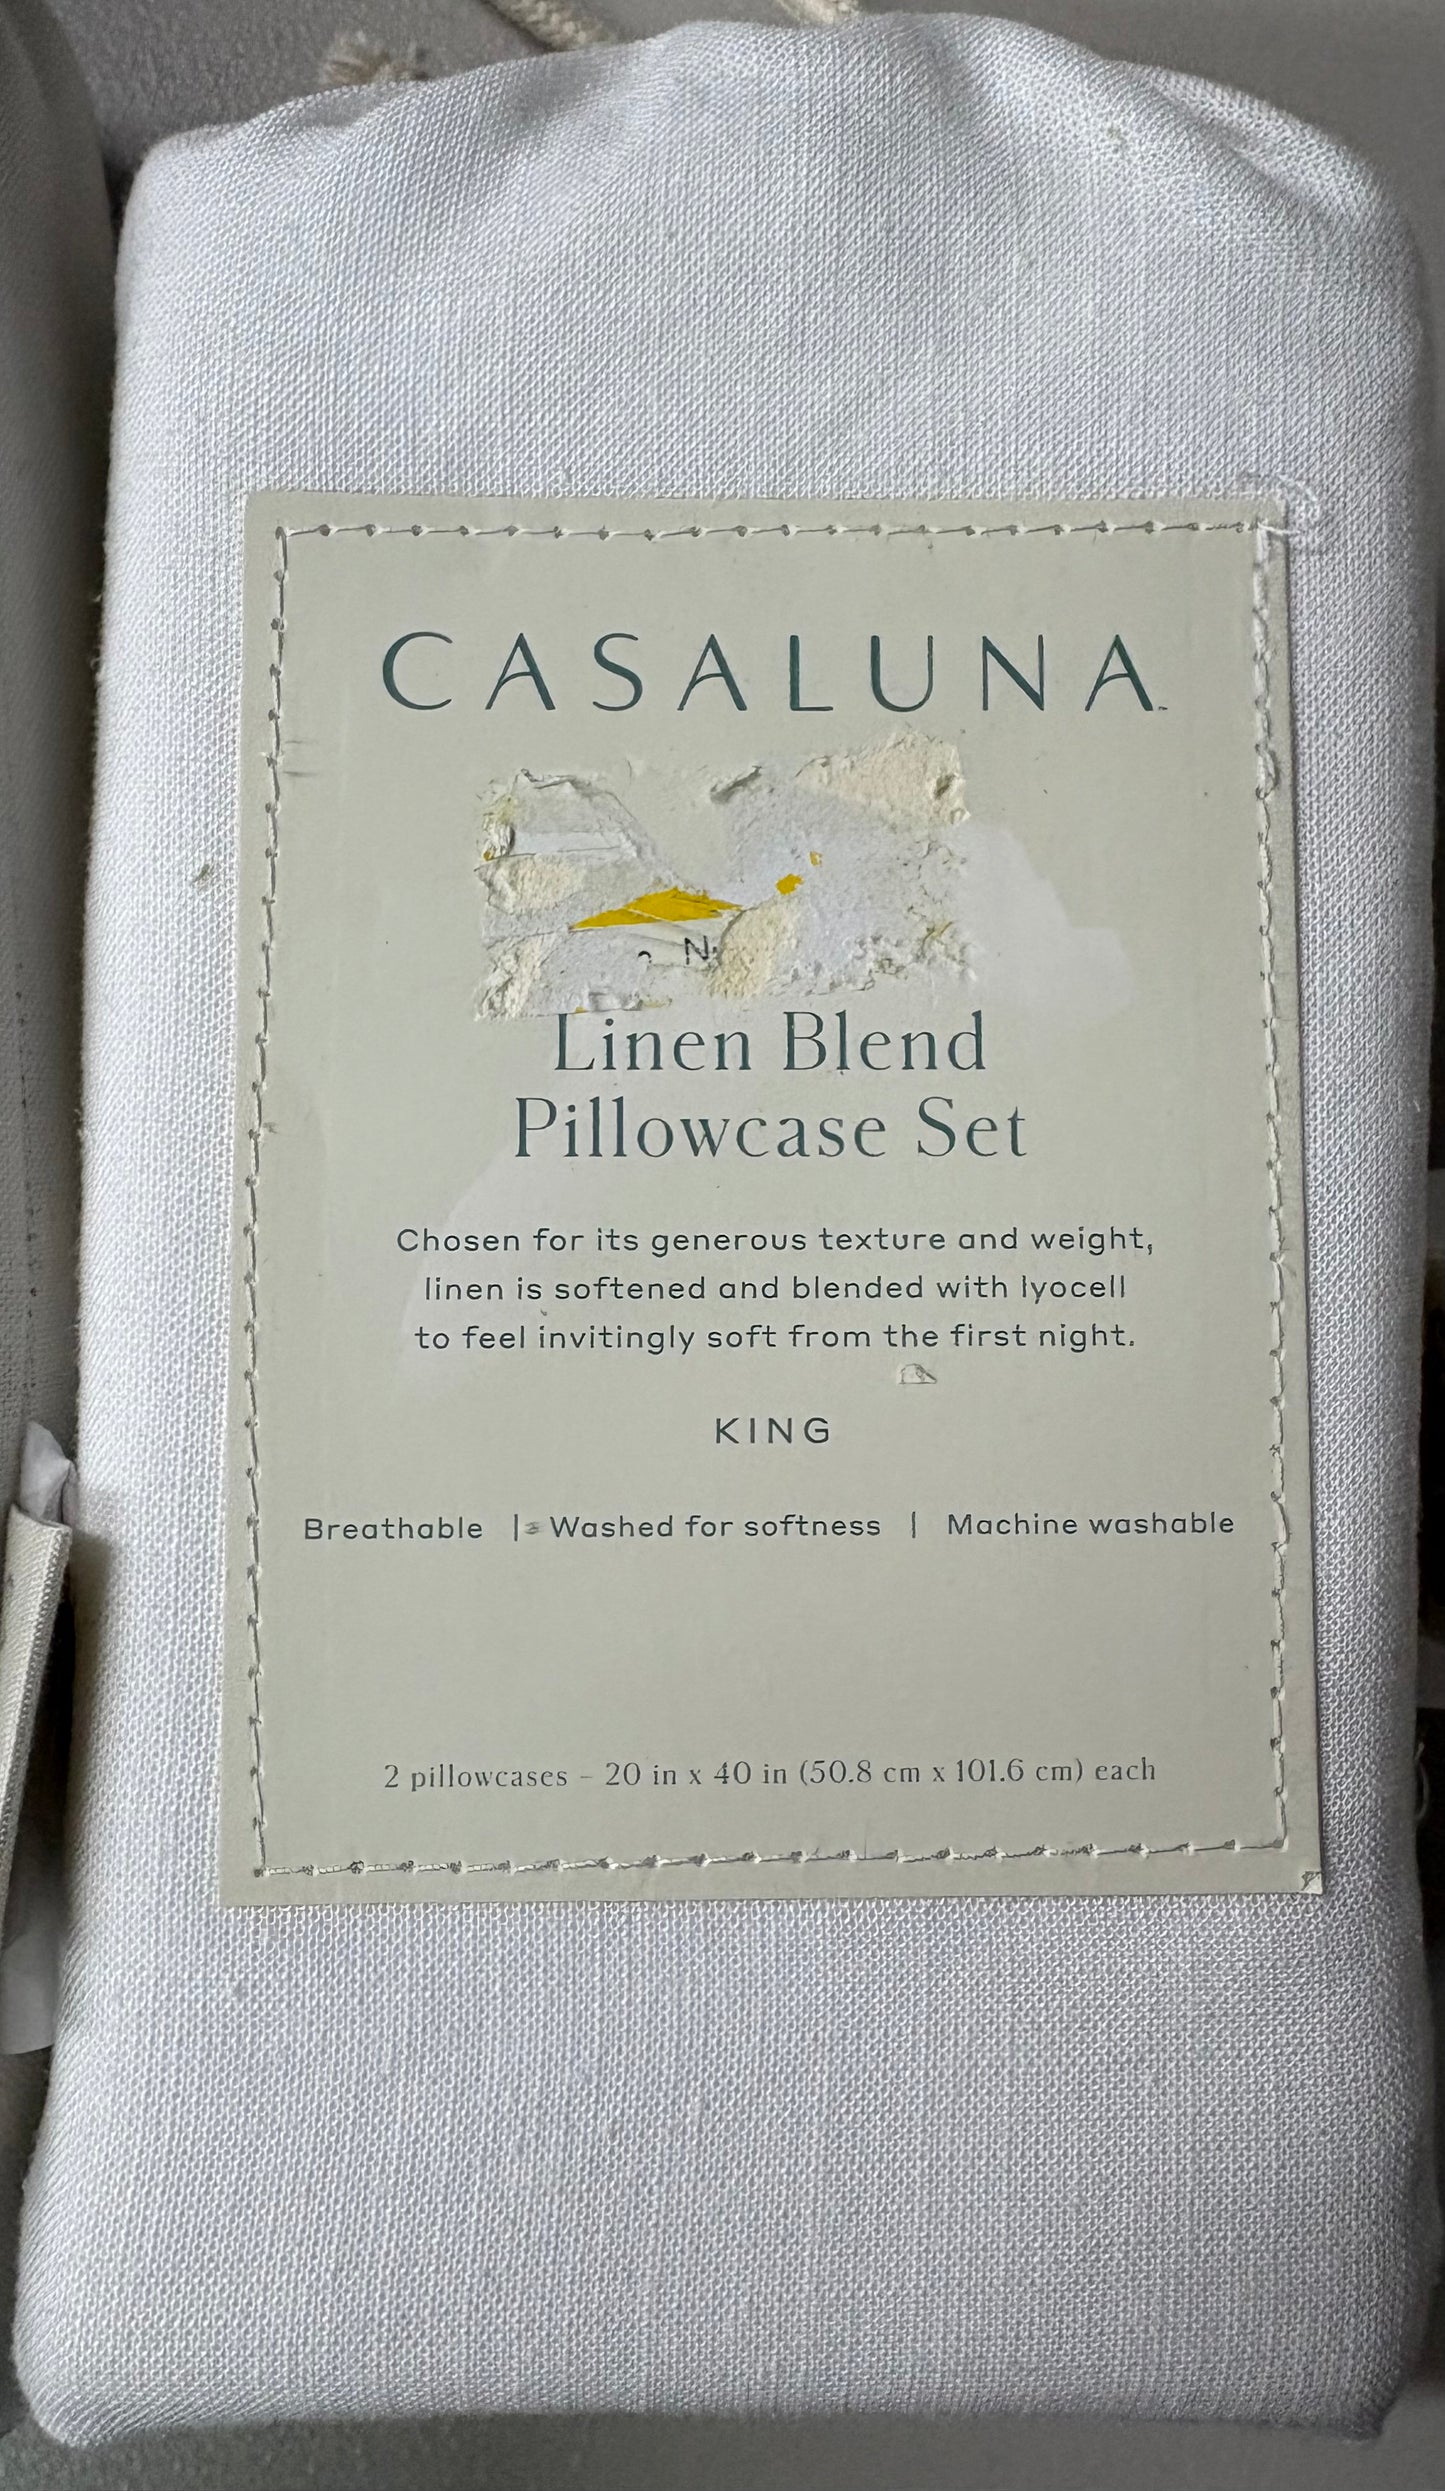 CASALUNA™
Linen Blend
Pillowcase Set
Chosen for its generous texture and weight,
linen is softened and blended with lyocell
to feel invitingly soft from the first night.
KING
Breathable | Washed for softness | Machine washable
2 pillowcases – 20 in x 40 in (50.8 cm x 101.6 cm) each